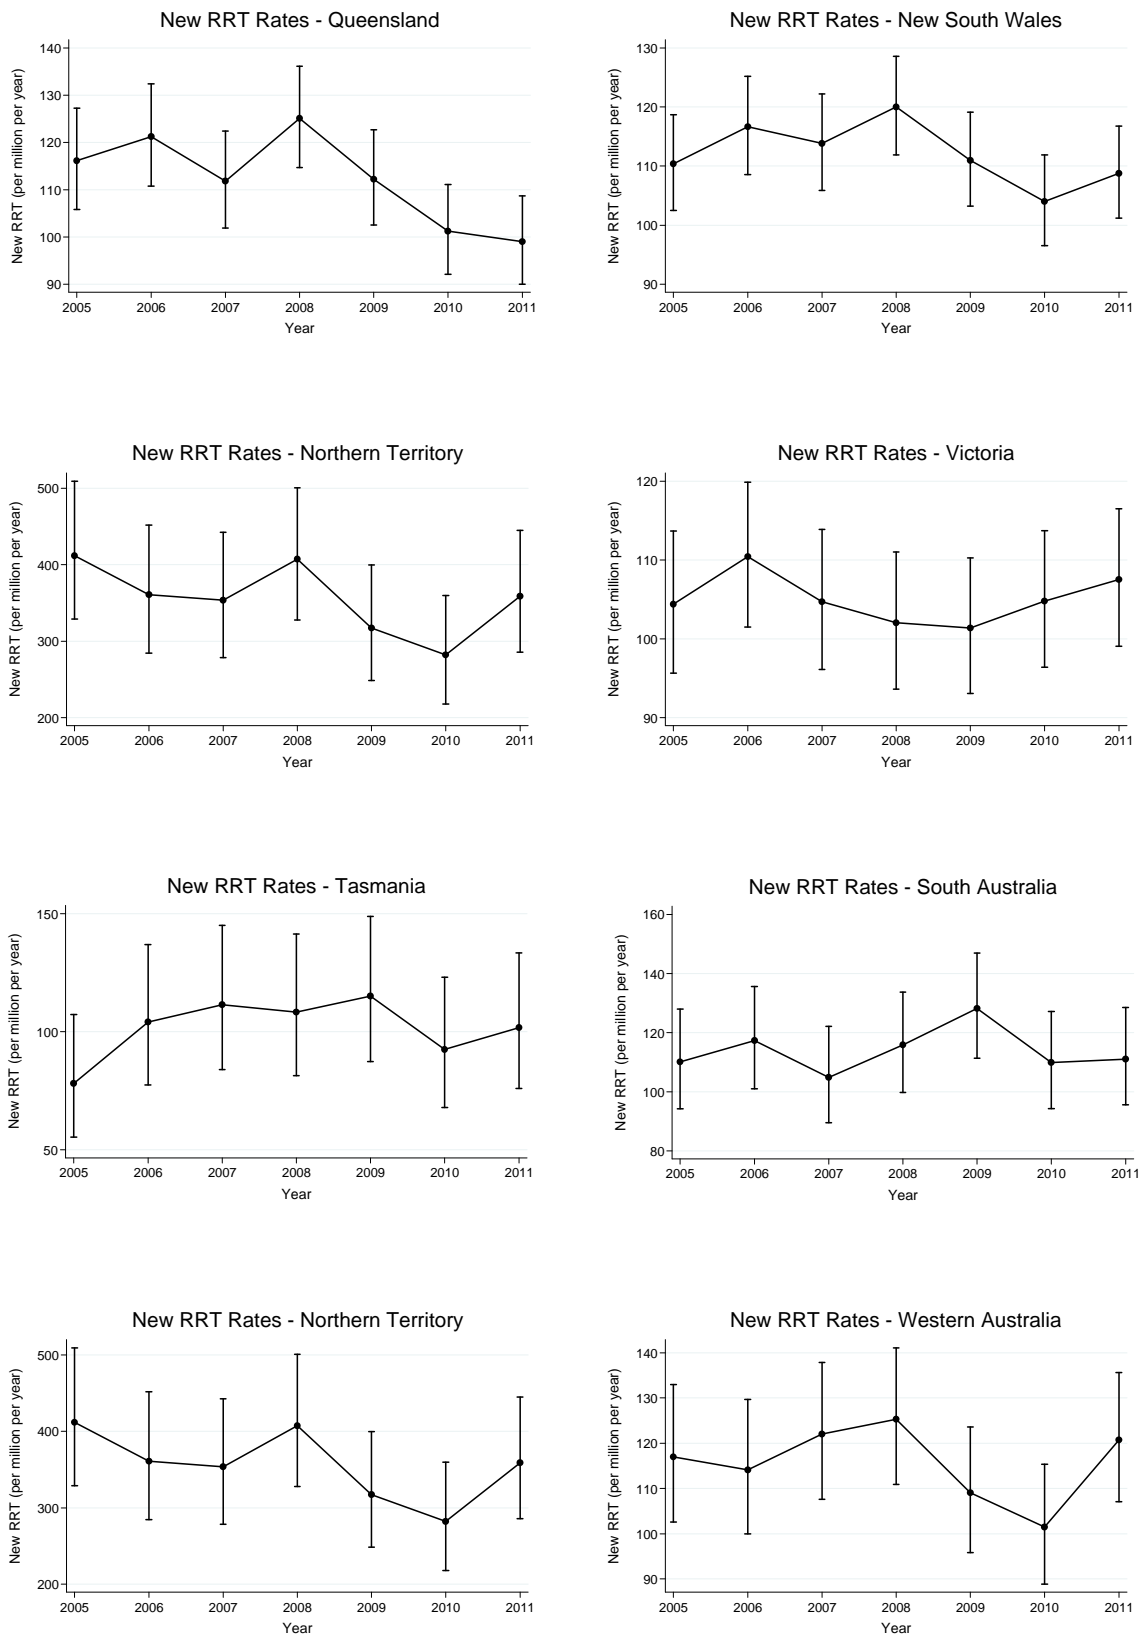 New RRT Rates - Queensland
New RRT (per million per year)
140
130
120
110
100
90
2005 2006 2007 2008 2009 2010 2011
Year
New RRT Rates - New South Wales
New RRT (per million per year)
130
120
110
100
90
2005 2006 2007 2008 2009 2010 2011
Year
New RRT Rates - Northern Territory
New RRT (per million per year)
500
400
300
200
2005 2006 2007 2008 2009 2010 2011
Year
New RRT Rates - Victoria
New RRT (per million per year)
120
110
100
90
2005 2006 2007 2008 2009 2010 2011
Year
New RRT Rates - Tasmania
New RRT (per million per year)
150
100
50
2005 2006 2007 2008 2009 2010 2011
Year
New RRT Rates - South Australia
New RRT (per million per year)
160
140
120
100
80
2005 2006 2007 2008 2009 2010 2011
Year
New RRT Rates - Northern Territory
New RRT (per million per year)
500
400
300
200
2005 2006 2007 2008 2009 2010 2011
Year
New RRT Rates - Western Australia
New RRT (per million per year)
140
130
120
110
100
90
2005 2006 2007 2008 2009 2010 2011
Year